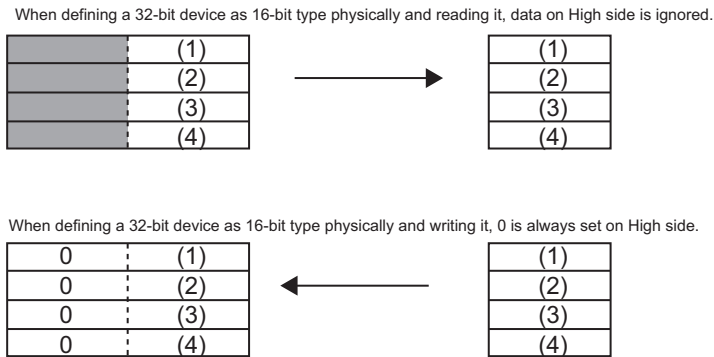 When defining a 32-bit device as 16-bit type physically and reading it, data on High side is ignored.
(1) (1)
(2) (2)
(3) (3)
(4) (4)
When defining a 32-bit device as 16-bit type physically and writing it, 0 is always set on High side.
0 (1) (1)
0 (2) (2)
0 (3) (3)
0 (4) (4)